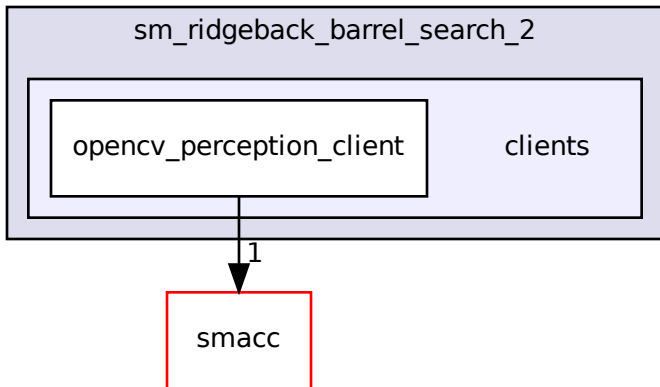 sm_ridgeback_barrel_search_2
opencv_perception_client
clients
1
smacc